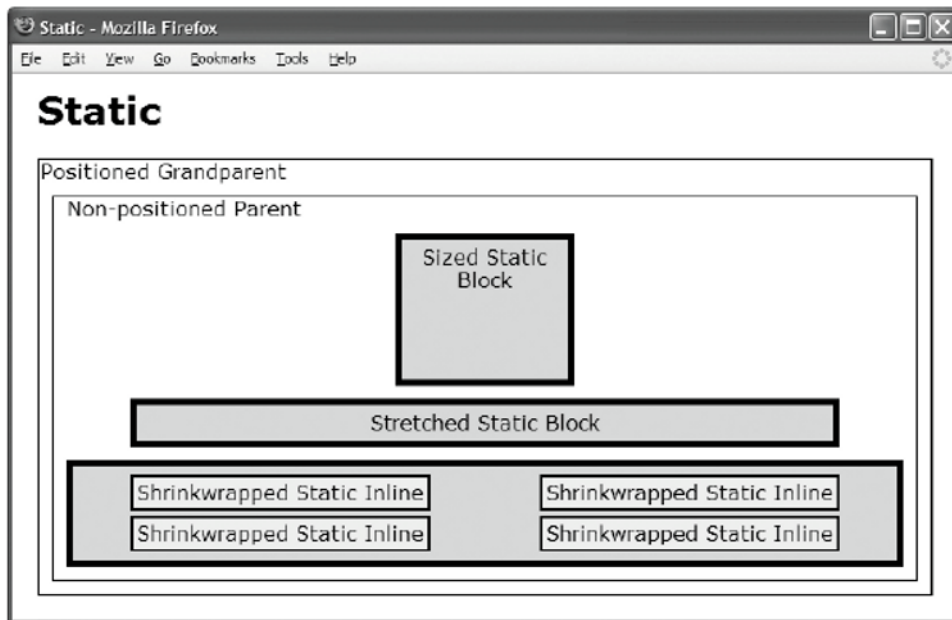 Static - Mozilla Firefox
File Edit View Go Bookmarks Tools Help
Static
Positioned Grandparent
Non-positioned Parent
Sized Static
Block
Stretched Static Block
Shrinkwrapped Static Inline Shrinkwrapped Static Inline
Shrinkwrapped Static Inline Shrinkwrapped Static Inline